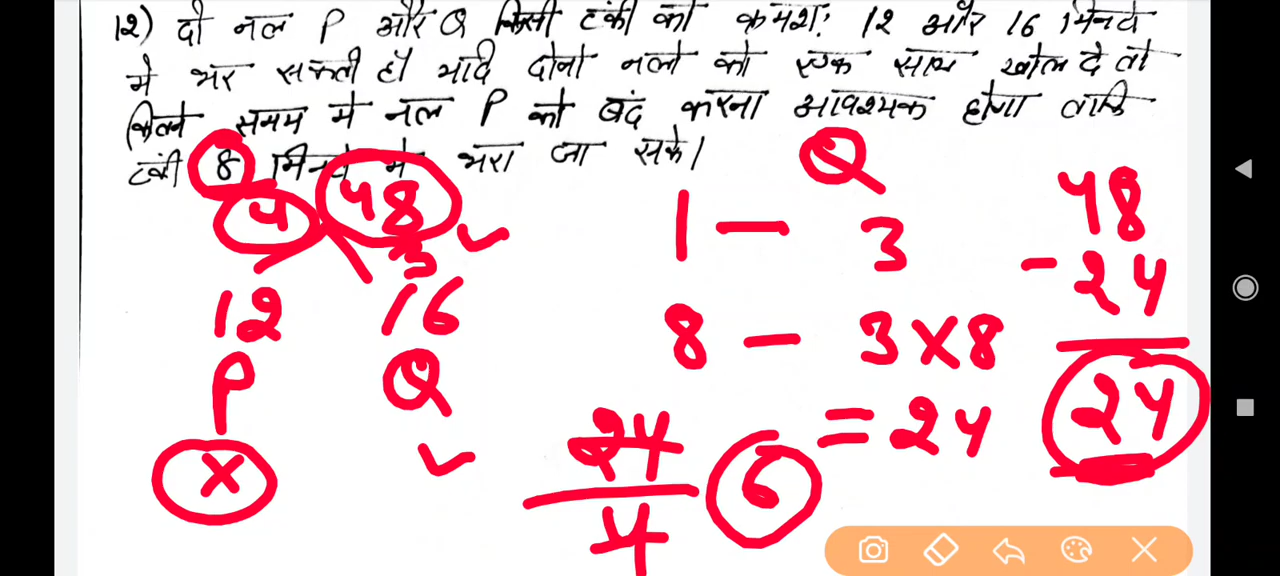 12) दो नल P और Q किसी टंकी को क्रमश: 12 और 16 मिनटो
मे भर सकती हैं यदि दोनो नलो को एक साथ खोल दे तो
कितने समय मे नल P को बंद करना आवश्यक होगा ताकि
टंकी 8 मिनटो मे भरा जा सके।
4 48
3
12 16
P Q
X
Q
1 - 3
8 - 3×8
= 24
24
4
6
48
- 24
24